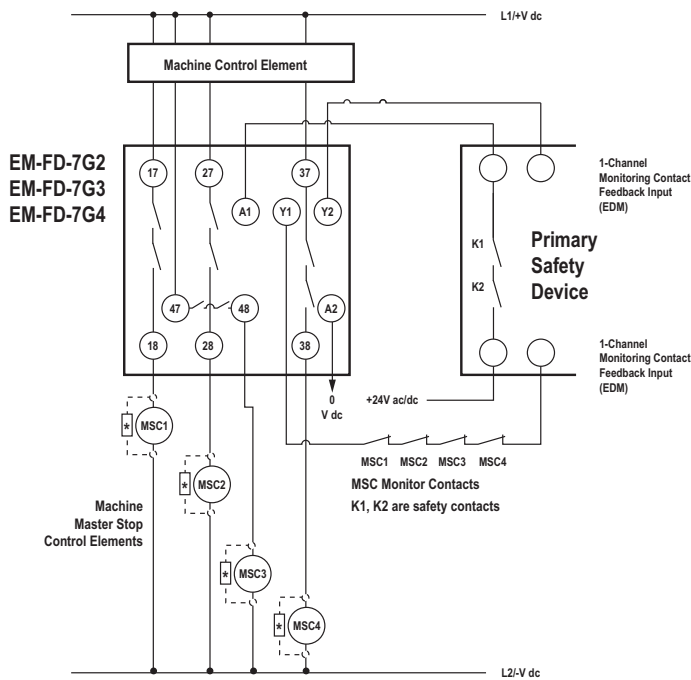 L1/+V dc
Machine Control Element
EM-FD-7G2
EM-FD-7G3
EM-FD-7G4
17
27
37
A1
Y1
Y2
47
48
A2
18
28
38
0
V dc
+24V ac/dc
K1
K2
Primary
Safety
Device
1-Channel
Monitoring Contact
Feedback Input
(EDM)
1-Channel
Monitoring Contact
Feedback Input
(EDM)
MSC1 MSC2 MSC3 MSC4
MSC Monitor Contacts
K1, K2 are safety contacts
* MSC1
* MSC2
* MSC3
* MSC4
Machine
Master Stop
Control Elements
L2/-V dc